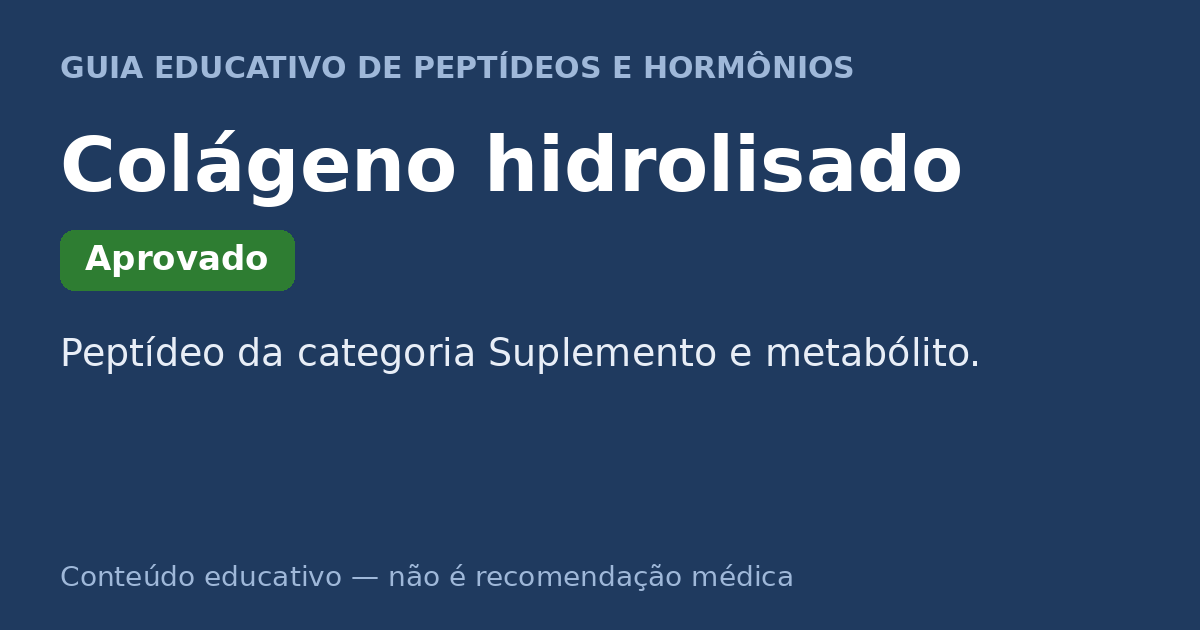 GUIA EDUCATIVO DE PEPTÍDEOS E HORMÔNIOS
Colágeno hidrolisado
Aprovado
Peptídeo da categoria Suplemento e metabólito.
Conteúdo educativo — não é recomendação médica